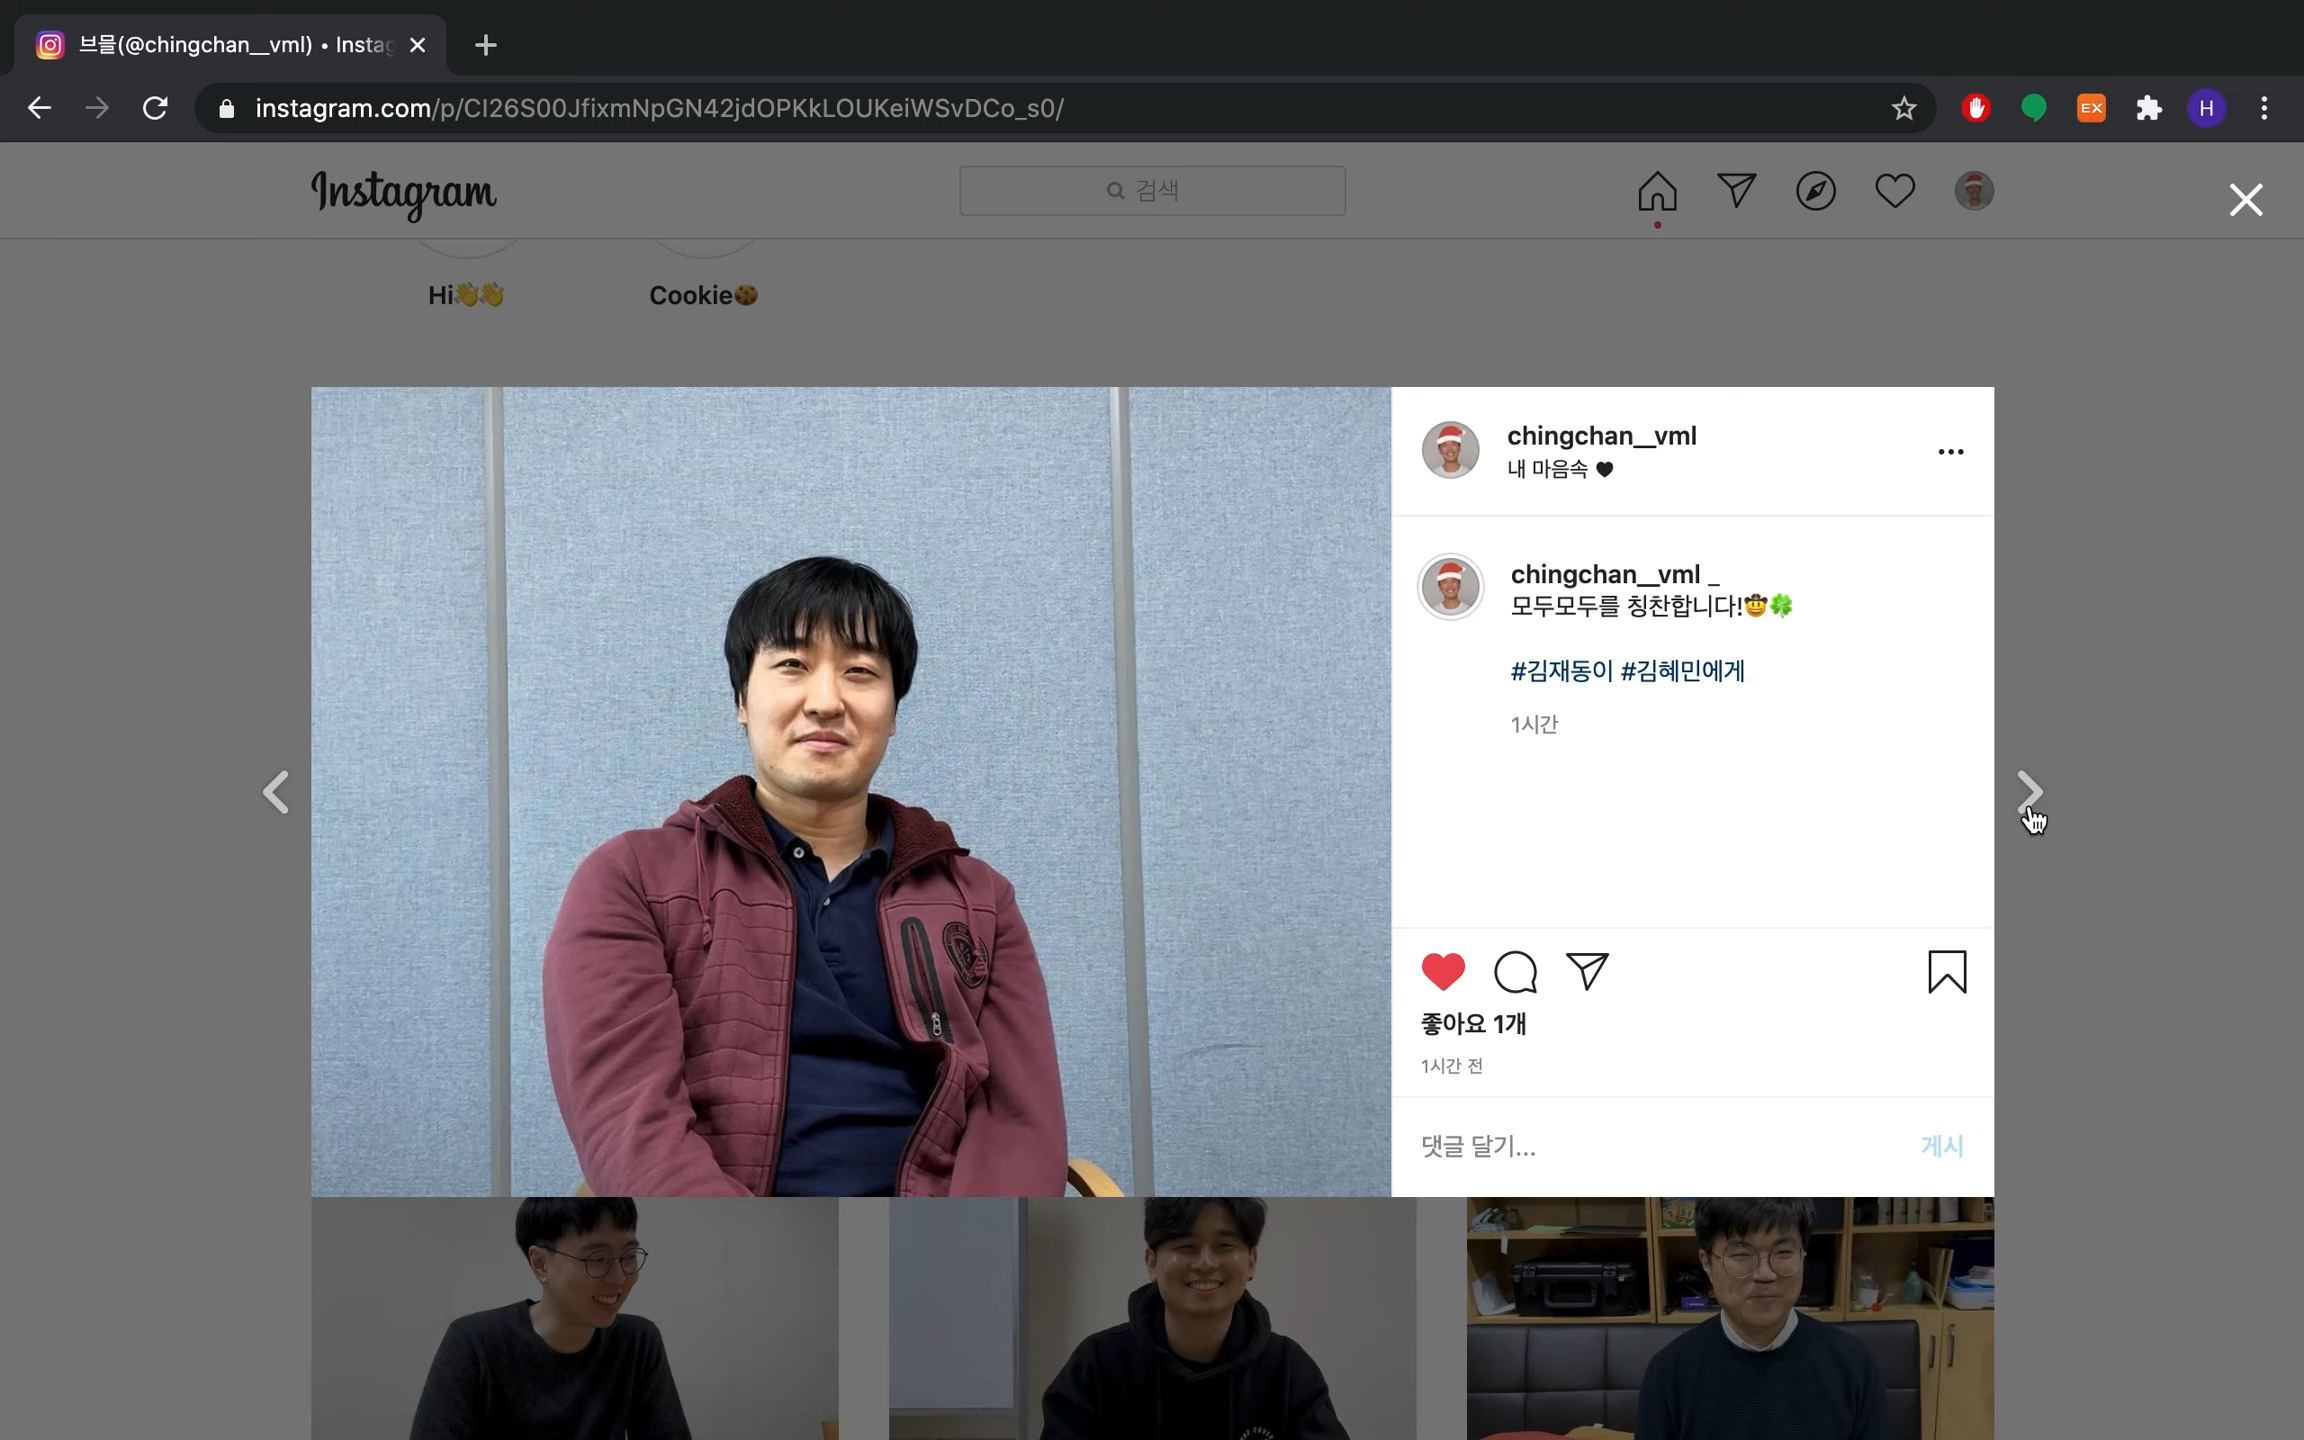 브믈(@chingchan__vml) • Instag
instagram.com/p/CI26S00JfixmNpGN42jdOPKkLOUKeiWSvDCo_s0/
EX
H
Instagram
검색
Hi👋👋
Cookie🍪
chingchan__vml
내 마음속 ♥
chingchan__vml _
모두모두를 칭찬합니다!🤠🍀
#김재동이 #김혜민에게
1시간
좋아요 1개
1시간 전
댓글 달기...
게시